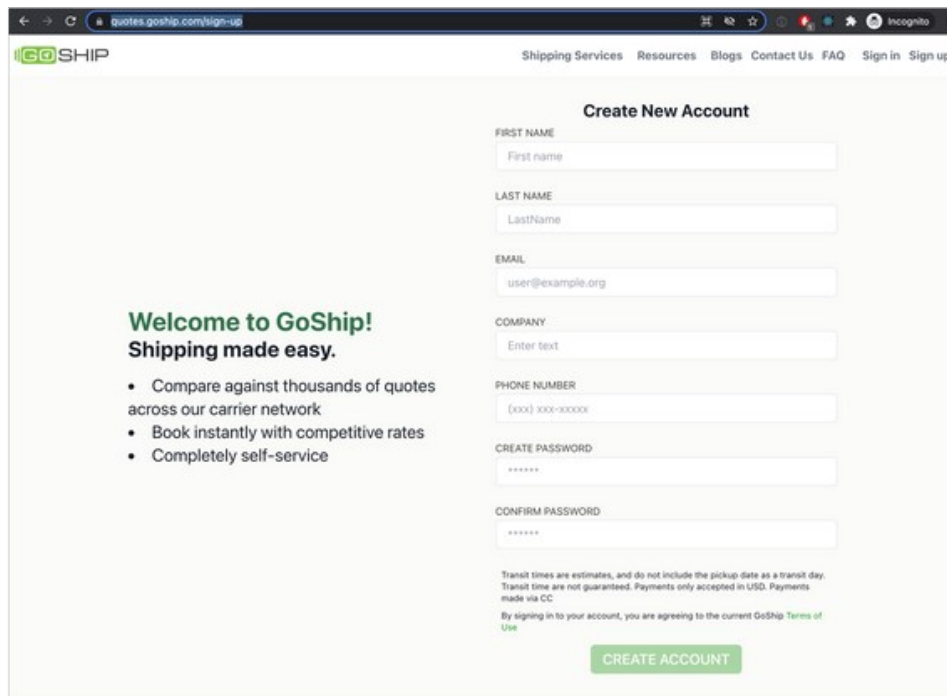 quotes.goship.com/sign-up
Incognito
GOSHIP
Shipping Services Resources Blogs Contact Us FAQ Sign in Sign up
Create New Account
FIRST NAME
First name
LAST NAME
LastName
EMAIL
user@example.org
COMPANY
Enter text
PHONE NUMBER
(xxx) xxx-xxxxx
CREATE PASSWORD
******
CONFIRM PASSWORD
******
Welcome to GoShip!
Shipping made easy.
• Compare against thousands of quotes
across our carrier network
• Book instantly with competitive rates
• Completely self-service
Transit times are estimates, and do not include the pickup date as a transit day.
Transit time are not guaranteed. Payments only accepted in USD. Payments
made via CC
By signing in to your account, you are agreeing to the current GoShip Terms of
Use
CREATE ACCOUNT